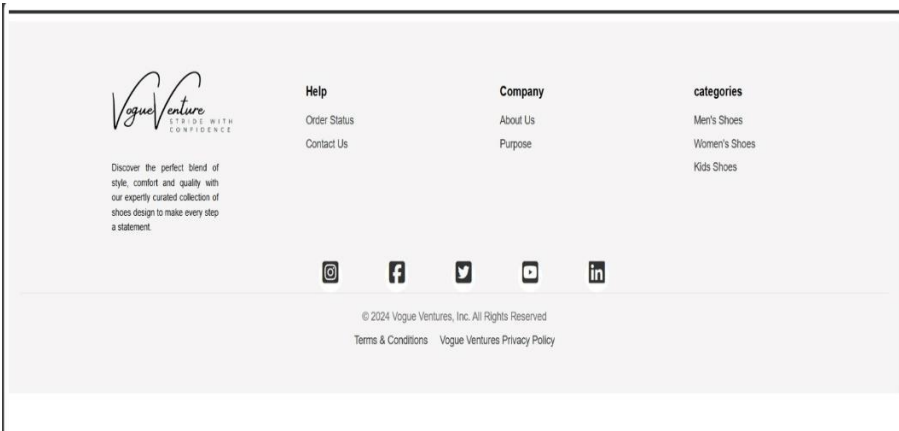 VogueVenture
STRIDE WITH
CONFIDENCE
Discover the perfect blend of
style, comfort and quality with
our expertly curated collection of
shoes design to make every step
a statement.
Help
Order Status
Contact Us
Company
About Us
Purpose
categories
Men's Shoes
Women's Shoes
Kids Shoes
© 2024 Vogue Ventures, Inc. All Rights Reserved
Terms & Conditions Vogue Ventures Privacy Policy